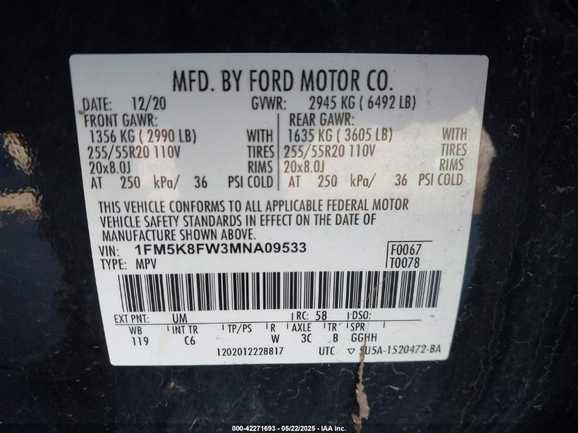 MFD. BY FORD MOTOR CO.
DATE: 12/20 GVWR: 2945 KG ( 6492 LB)
FRONT GAWR: REAR GAWR:
1356 KG ( 2990 LB) WITH 1635 KG ( 3605 LB) WITH
255/55R20 110V TIRES 255/55R20 110V TIRES
20x8.0J RIMS 20x8.0J RIMS
AT 250 kPa/ 36 PSI COLD AT 250 kPa/ 36 PSI COLD
THIS VEHICLE CONFORMS TO ALL APPLICABLE FEDERAL MOTOR
VEHICLE SAFETY STANDARDS IN EFFECT ON THE DATE OF
MANUFACTURE SHOWN ABOVE.
VIN: 1FM5K8FW3MNA09533 F0067
TYPE: MPV T0078
EXT PNT: UM RC: 58 DSO:
WB INT TR TP/PS R AXLE TR SPR
119 C6 W 3C B GGHH
12020122 2BB17 UTC 5U5A-1520472-BA
000-42271693 - 05/22/2025 - IAA Inc.